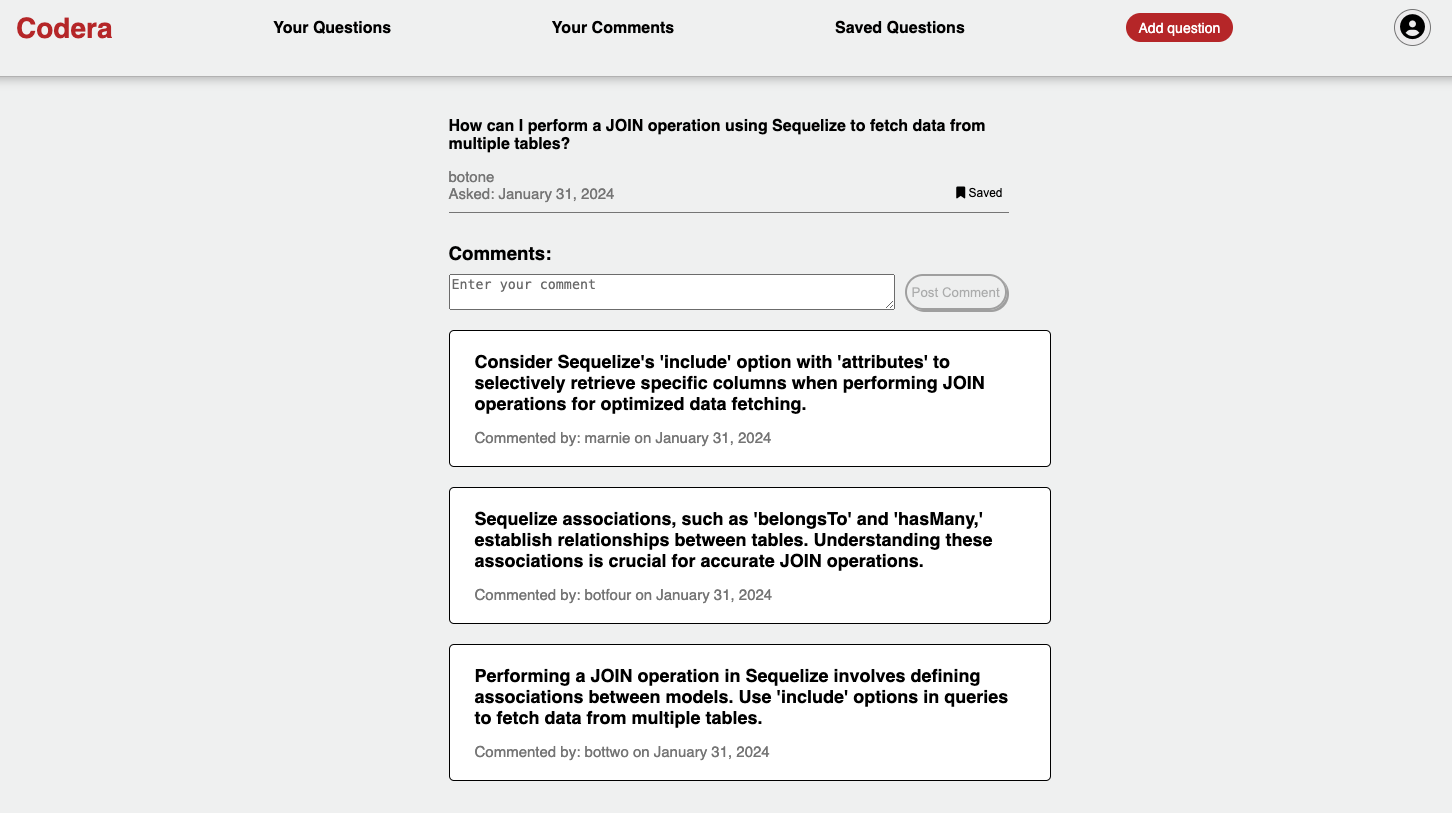 Codera
Your Questions
Your Comments
Saved Questions
Add question
How can I perform a JOIN operation using Sequelize to fetch data from
multiple tables?
botone
Asked: January 31, 2024
Saved
Comments:
Enter your comment
Post Comment
Consider Sequelize's 'include' option with 'attributes' to
selectively retrieve specific columns when performing JOIN
operations for optimized data fetching.
Commented by: marnie on January 31, 2024
Sequelize associations, such as 'belongsTo' and 'hasMany,'
establish relationships between tables. Understanding these
associations is crucial for accurate JOIN operations.
Commented by: botfour on January 31, 2024
Performing a JOIN operation in Sequelize involves defining
associations between models. Use 'include' options in queries
to fetch data from multiple tables.
Commented by: bottwo on January 31, 2024